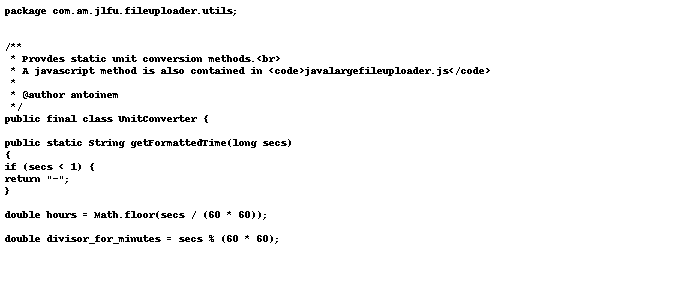 package com.am.jlfu.fileuploader.utils;
/**
* Provdes static unit conversion methods.<br>
* A javascript method is also contained in <code>javalargefileuploader.js</code>
*
* @author antoinem
*/
public final class UnitConverter {
public static String getFormattedTime(long secs)
{
if (secs < 1) {
return "-";
}
double hours = Math.floor(secs / (60 * 60));
double divisor_for_minutes = secs % (60 * 60);